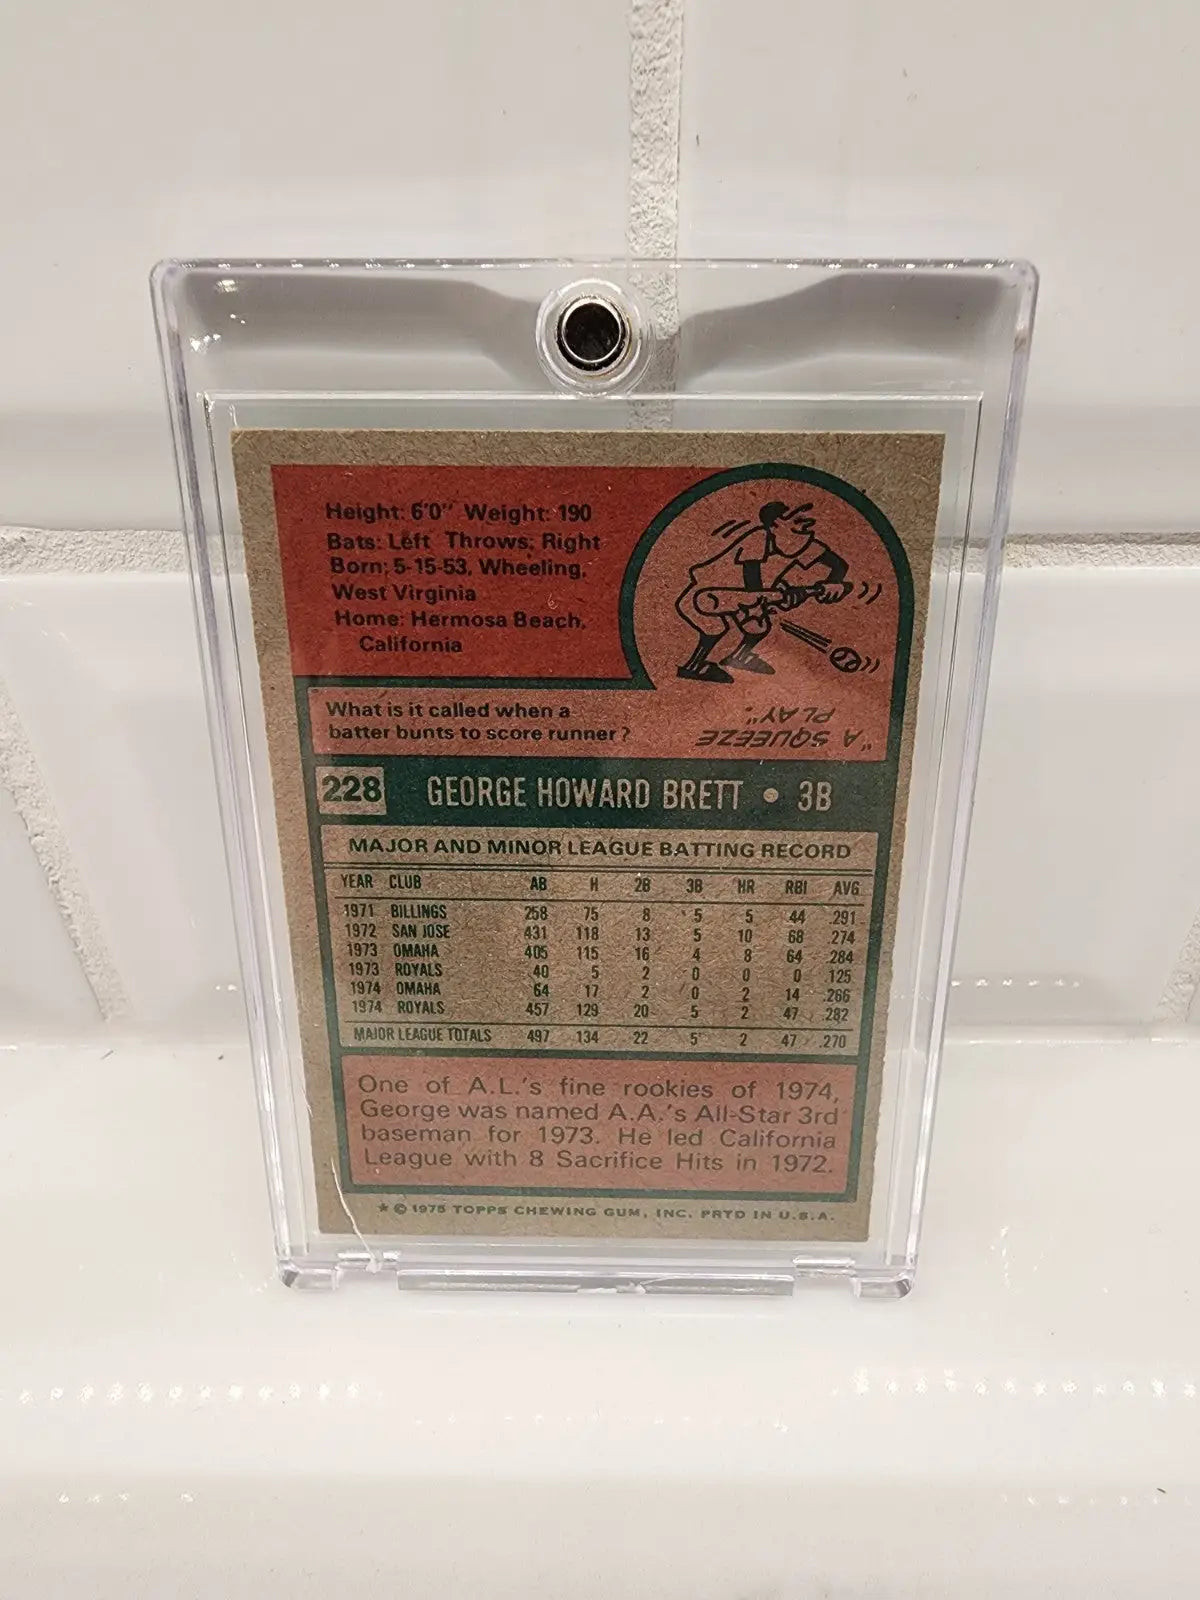 Height: 6'0" Weight: 190
Bats: Left Throws: Right
Born: 5-15-53, Wheeling,
West Virginia
Home: Hermosa Beach,
California
What is it called when a
batter bunts to score runner?
"A SQUEEZE
PLAY".
228 GEORGE HOWARD BRETT • 3B
MAJOR AND MINOR LEAGUE BATTING RECORD
YEAR CLUB AB H 2B 3B HR RBI AVG
1971 BILLINGS 258 75 8 5 5 44 .291
1972 SAN JOSE 431 118 13 5 10 68 .274
1973 OMAHA 405 115 16 4 8 64 .284
1973 ROYALS 40 5 2 0 0 0 .125
1974 OMAHA 64 17 2 0 2 14 .266
1974 ROYALS 457 129 20 5 2 47 .282
MAJOR LEAGUE TOTALS 497 134 22 5 2 47 .270
One of A.L.'s fine rookies of 1974,
George was named A.A.'s All-Star 3rd
baseman for 1973. He led California
League with 8 Sacrifice Hits in 1972.
* © 1975 TOPPS CHEWING GUM, INC. PRTD IN U.S.A.